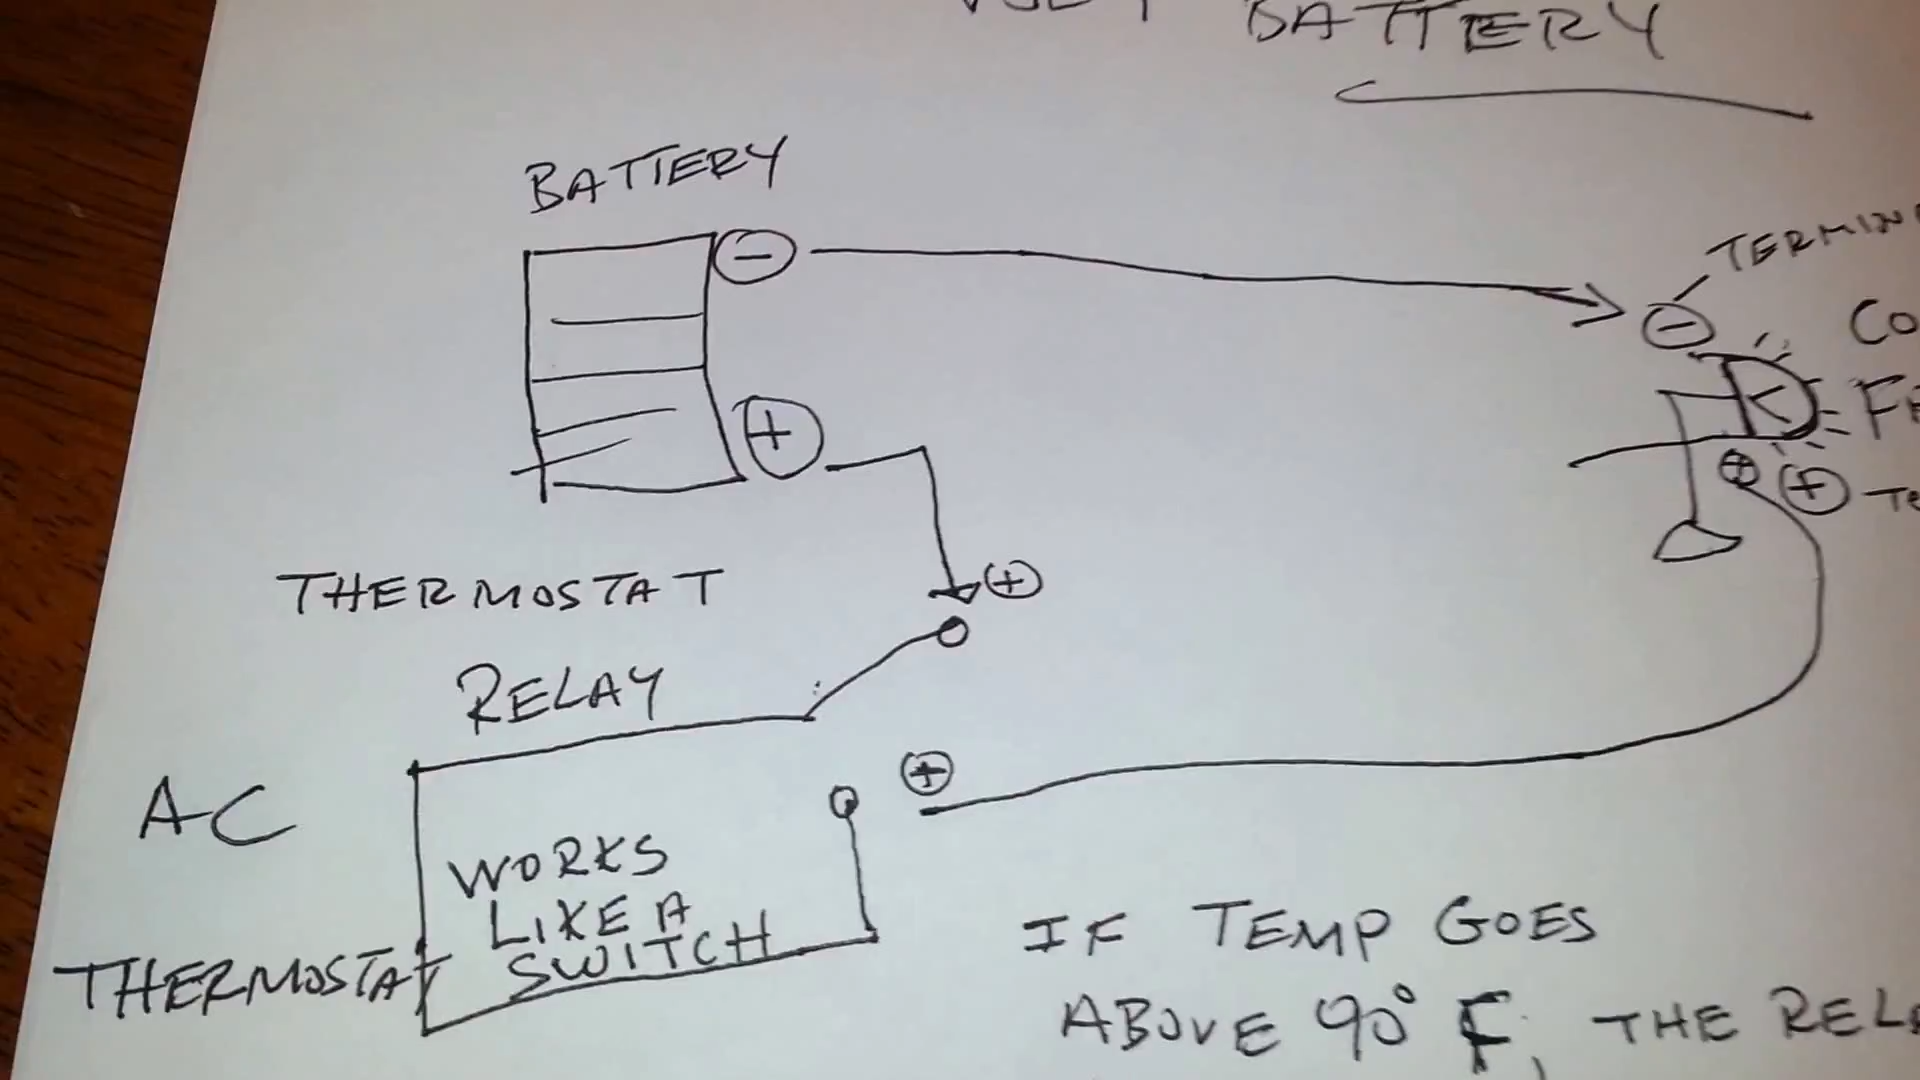 BATTERY
BATTERY
−
+
−
+
+
THERMOSTAT
+
RELAY
AC
+
WORKS
LIKE A
SWITCH
THERMOSTAT
IF TEMP GOES
ABOVE 90° F, THE